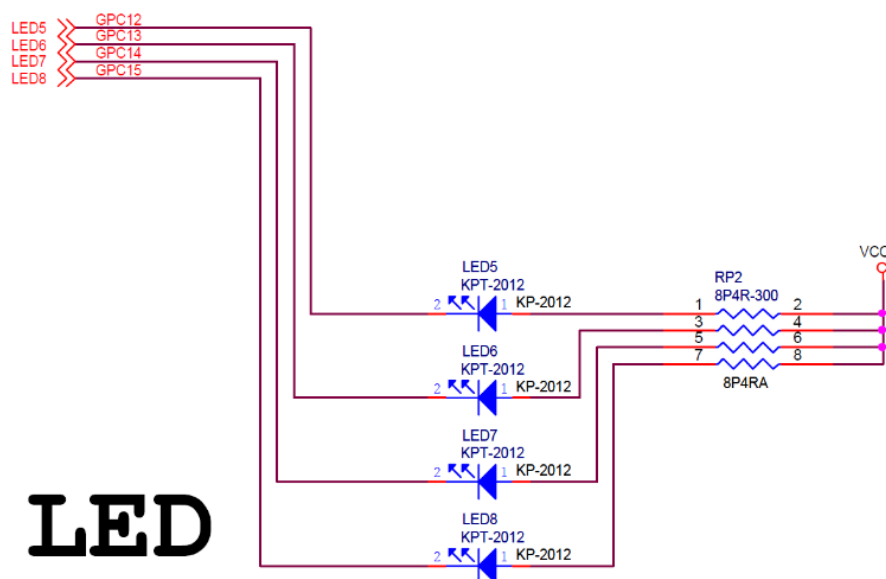 LED5 GPC12
LED6 GPC13
LED7 GPC14
LED8 GPC15
VCC
LED5
KPT-2012
2 1 KP-2012
RP2
8P4R-300
1 2
3 4
5 6
7 8
8P4RA
LED6
KPT-2012
2 1 KP-2012
LED7
KPT-2012
2 1 KP-2012
LED8
KPT-2012
2 1 KP-2012
LED